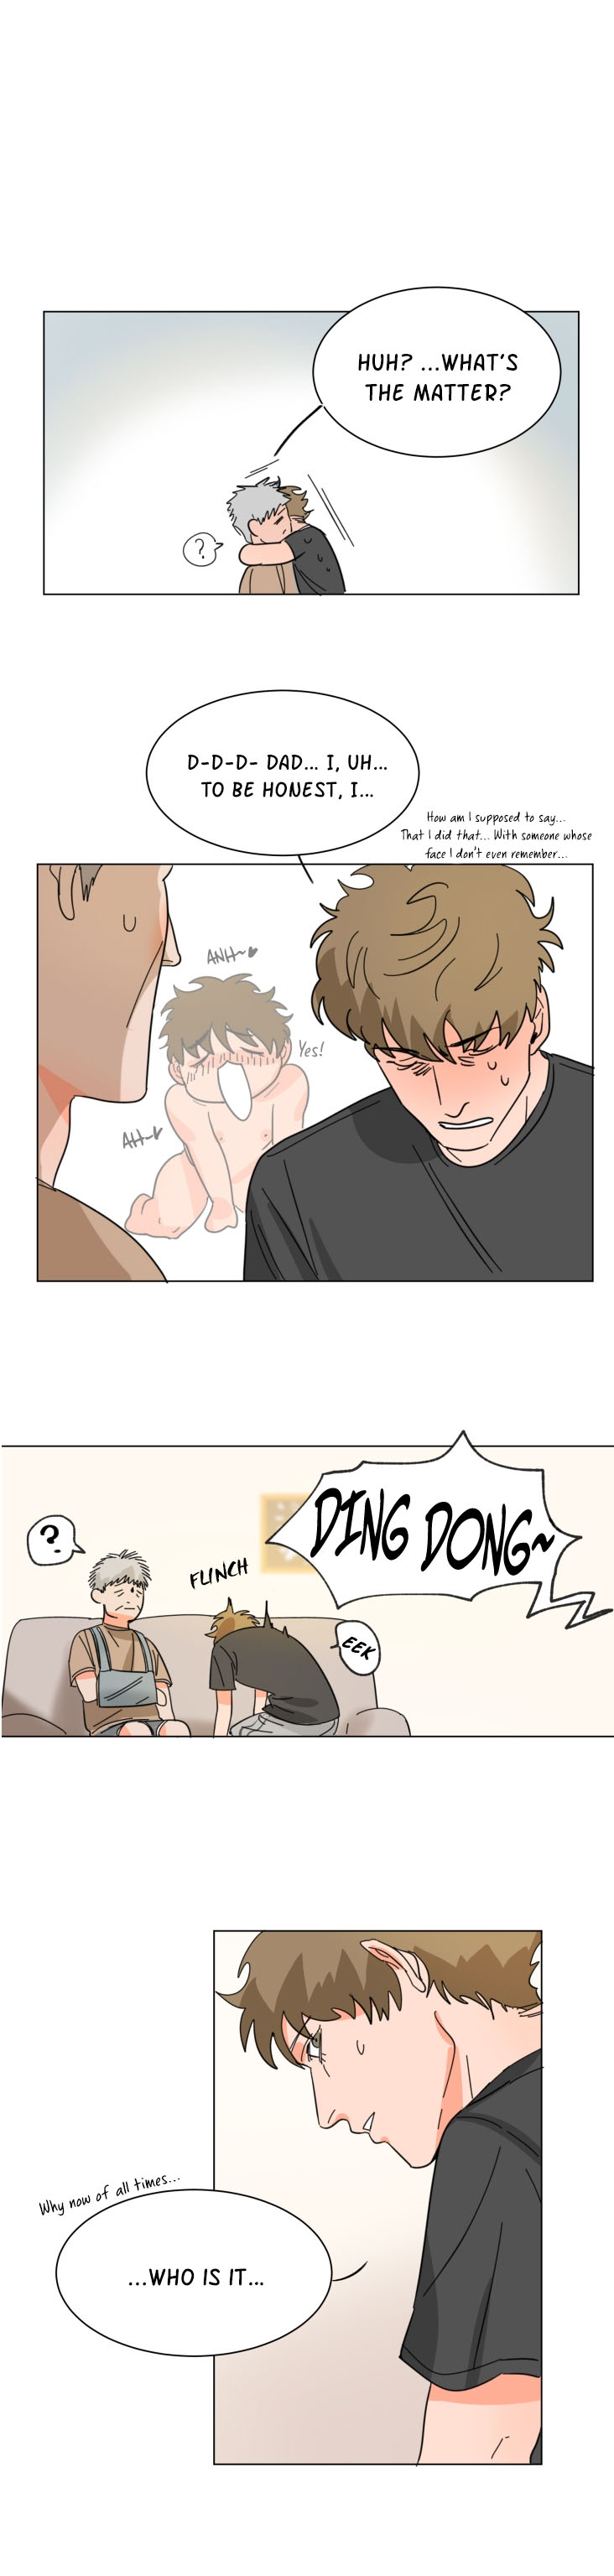 HUH? ...WHAT'S
THE MATTER?
?
D-D-D- DAD... I, UH...
TO BE HONEST, I...
How am I supposed to say...
That I did that... With someone whose
face I don't even remember...
ANH~♥
Yes!
AH~♥
DING DONG~
?
FLINCH
EEK
Why now of all times...
...WHO IS IT...